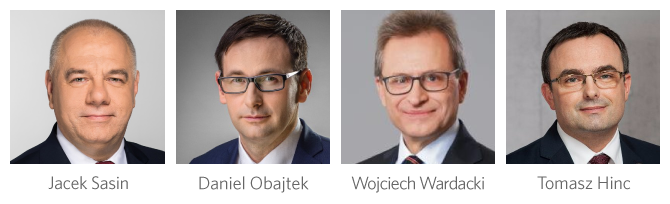 Jacek Sasin
Daniel Obajtek
Wojciech Wardacki
Tomasz Hinc